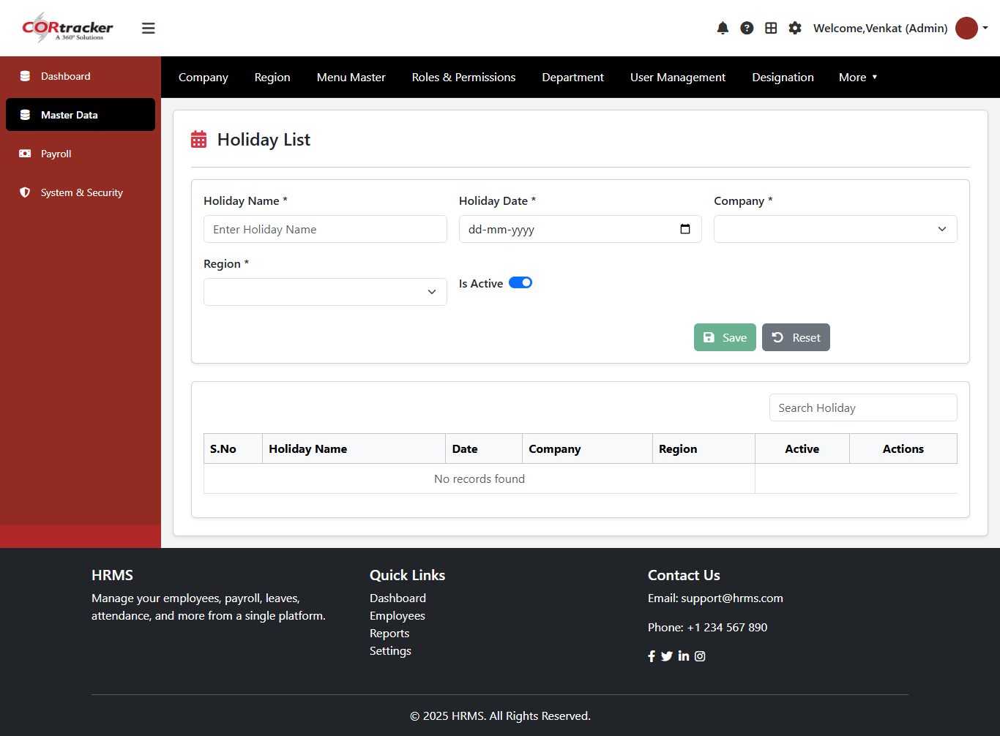 CORtracker
A 360° Solutions
Welcome,Venkat (Admin)
Dashboard
Master Data
Payroll
System & Security
Company Region Menu Master Roles & Permissions Department User Management Designation More ▼
Holiday List
Holiday Name * Holiday Date * Company *
Enter Holiday Name dd-mm-yyyy
Region *
Is Active
Save Reset
Search Holiday
S.No Holiday Name Date Company Region Active Actions
No records found
HRMS
Manage your employees, payroll, leaves,
attendance, and more from a single platform.
Quick Links
Dashboard
Employees
Reports
Settings
Contact Us
Email: support@hrms.com
Phone: +1 234 567 890
© 2025 HRMS. All Rights Reserved.